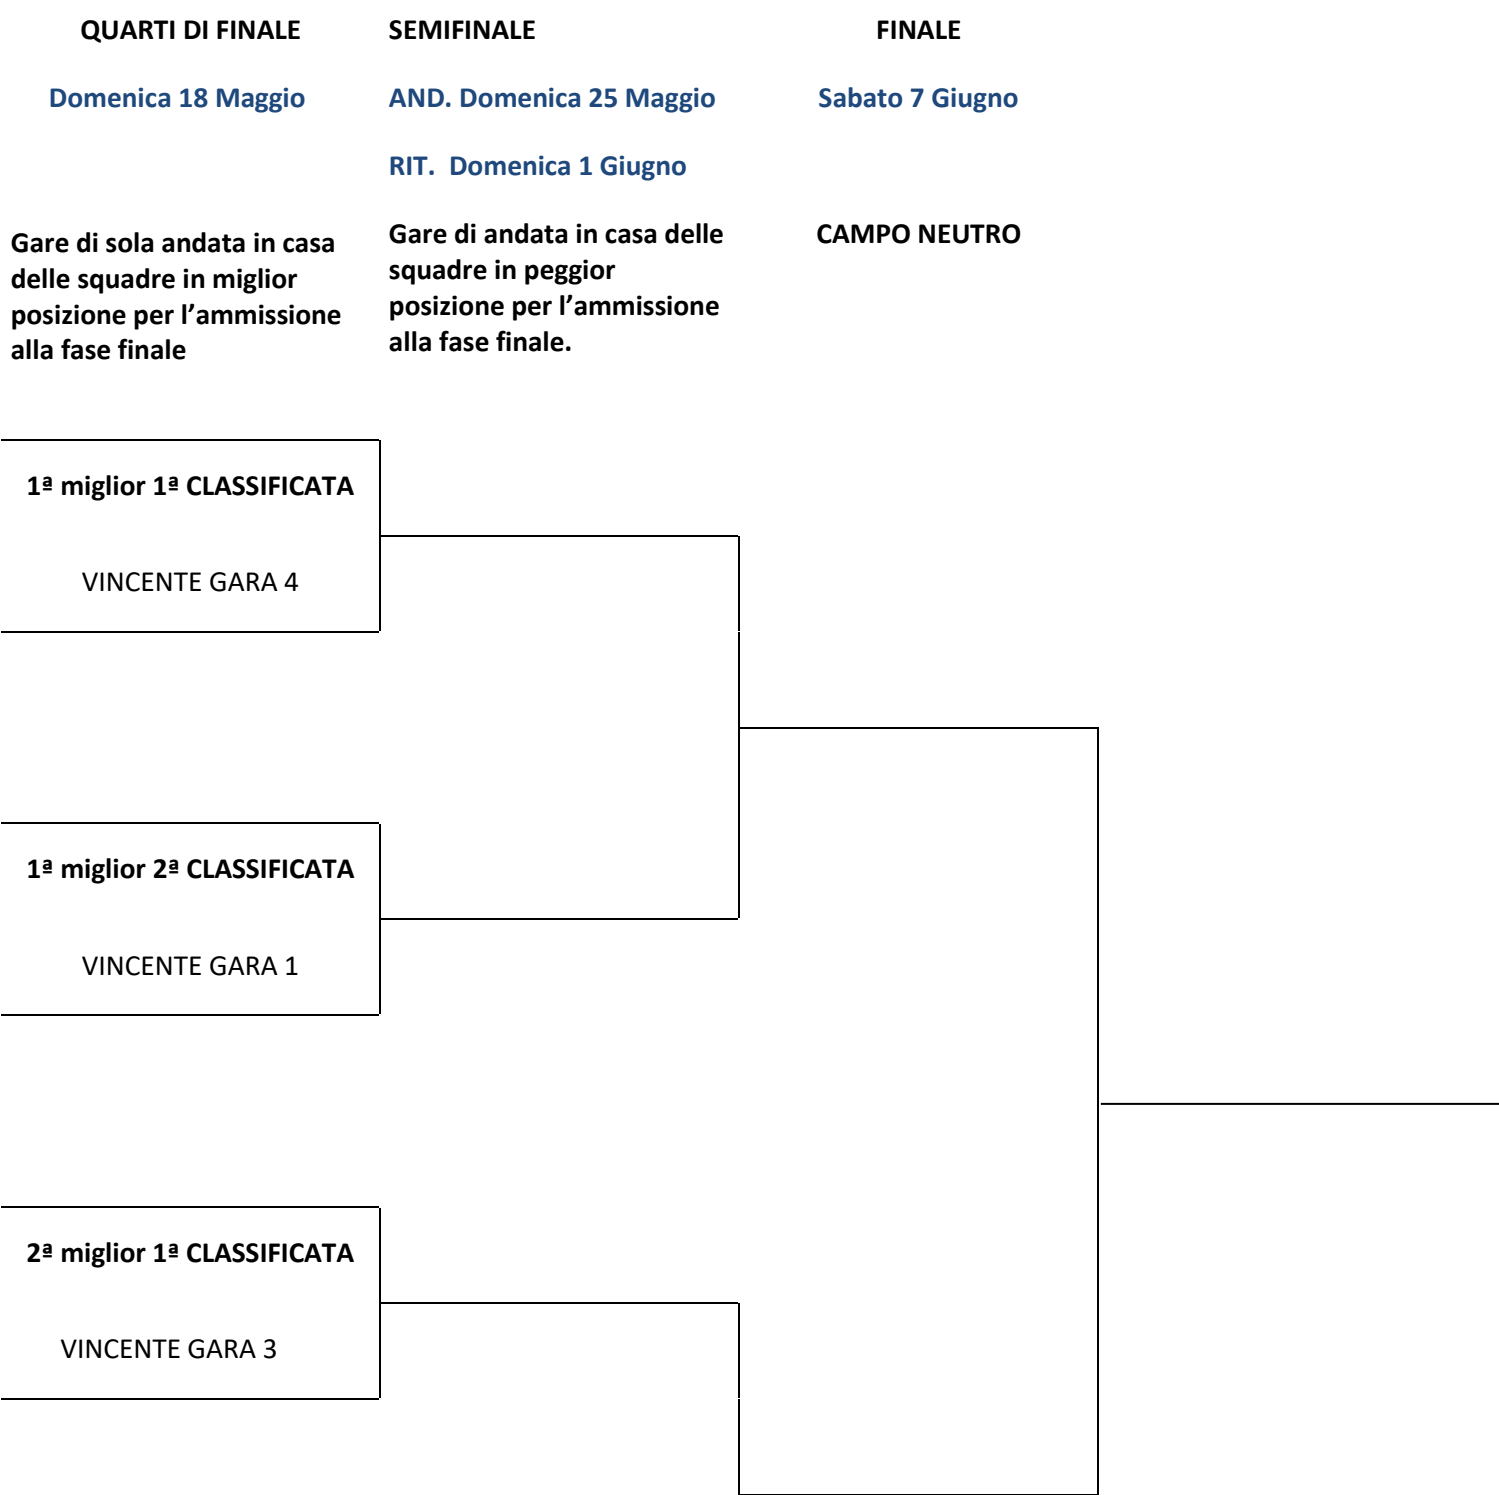 QUARTI DI FINALE
SEMIFINALE
FINALE
Domenica 18 Maggio
AND. Domenica 25 Maggio
Sabato 7 Giugno
RIT.  Domenica 1 Giugno
Gare di sola andata in casa
delle squadre in miglior
posizione per l’ammissione
alla fase finale
Gare di andata in casa delle
squadre in peggior
posizione per l’ammissione
alla fase finale.
CAMPO NEUTRO
1ª miglior 1ª CLASSIFICATA
VINCENTE GARA 4
1ª miglior 2ª CLASSIFICATA
VINCENTE GARA 1
2ª miglior 1ª CLASSIFICATA
VINCENTE GARA 3